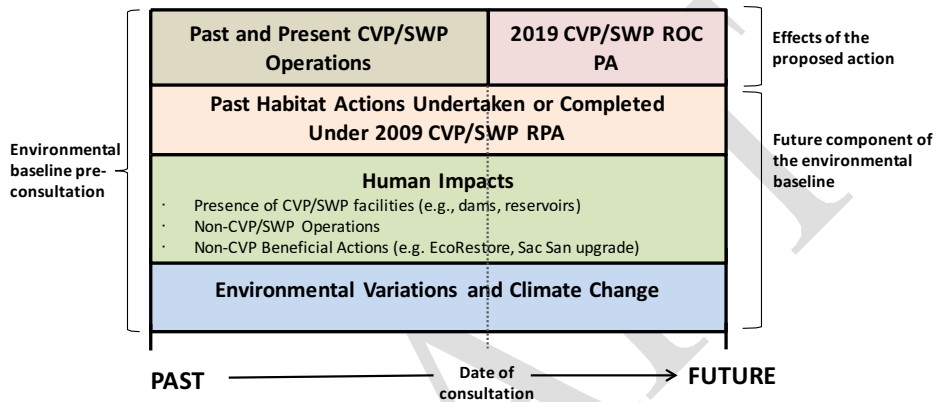 Past and Present CVP/SWP
Operations
2019 CVP/SWP ROC
PA
Effects of the
proposed action
Past Habitat Actions Undertaken or Completed
Under 2009 CVP/SWP RPA
Environmental
baseline pre-
consultation
Future component of
the environmental
baseline
Human Impacts
· Presence of CVP/SWP facilities (e.g., dams, reservoirs)
· Non-CVP/SWP Operations
· Non-CVP Beneficial Actions (e.g. EcoRestore, Sac San upgrade)
Environmental Variations and Climate Change
PAST
Date of
consultation
FUTURE